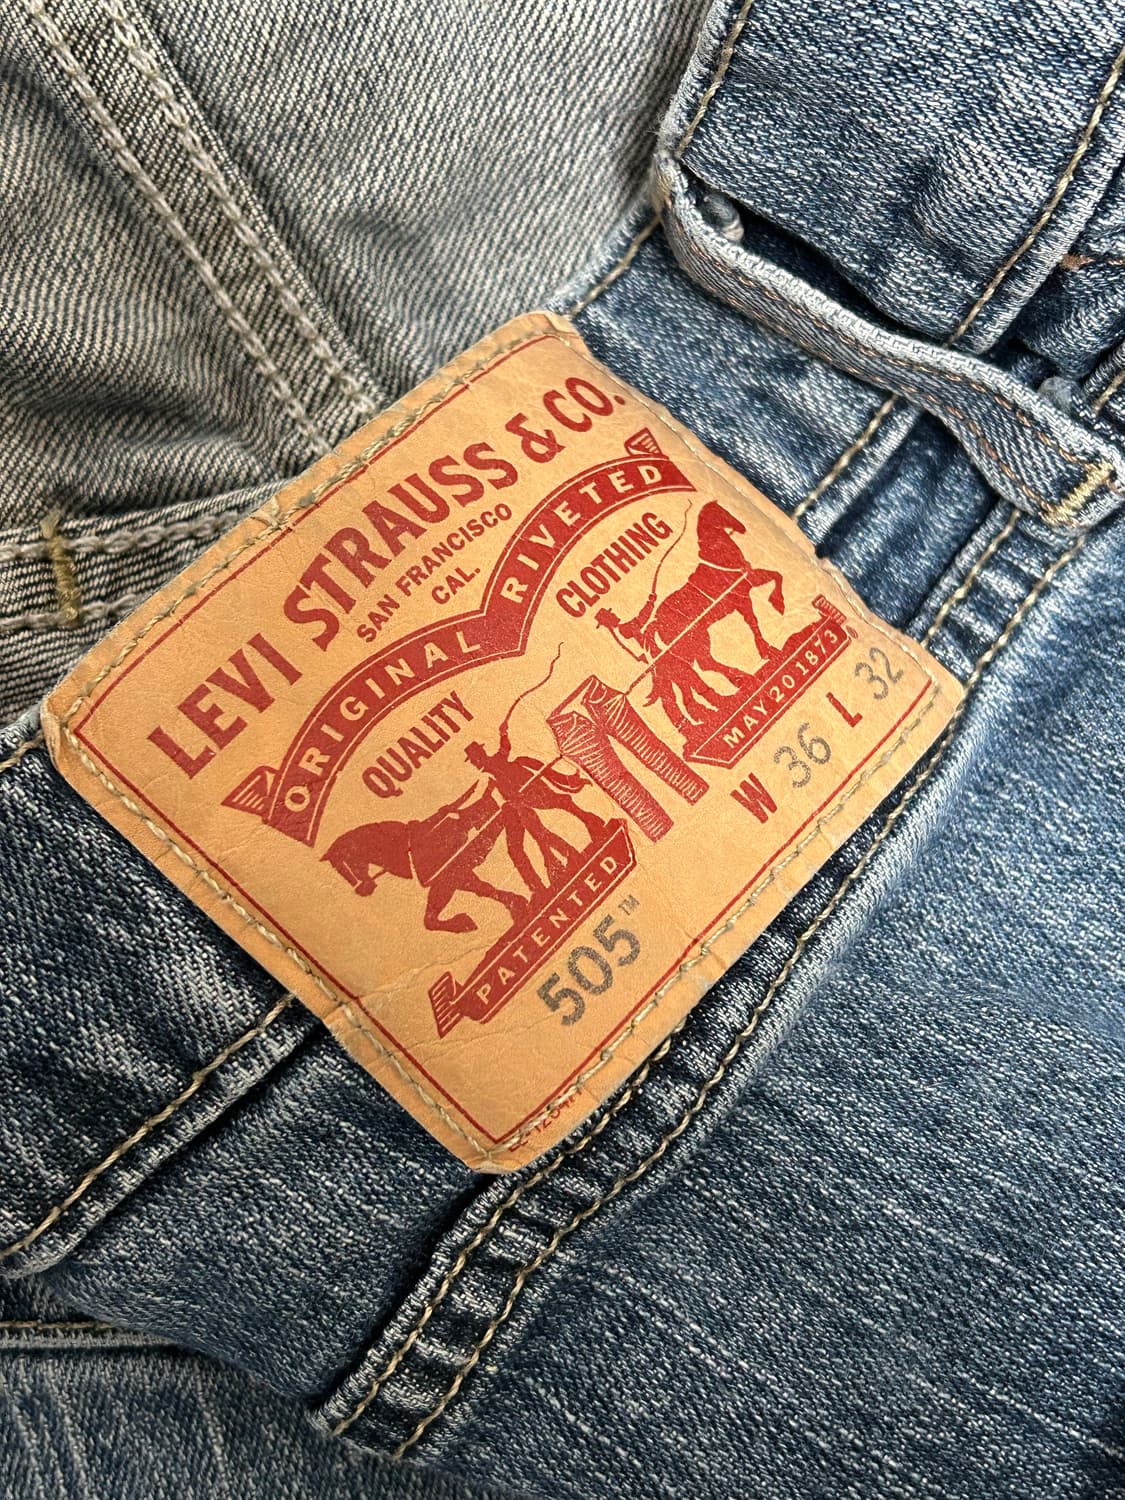 LEVI STRAUSS & CO.
SAN FRANCISCO
CAL.
ORIGINAL RIVETED
QUALITY CLOTHING
PATENTED
MAY 20 1873
505™
W 36 L 32